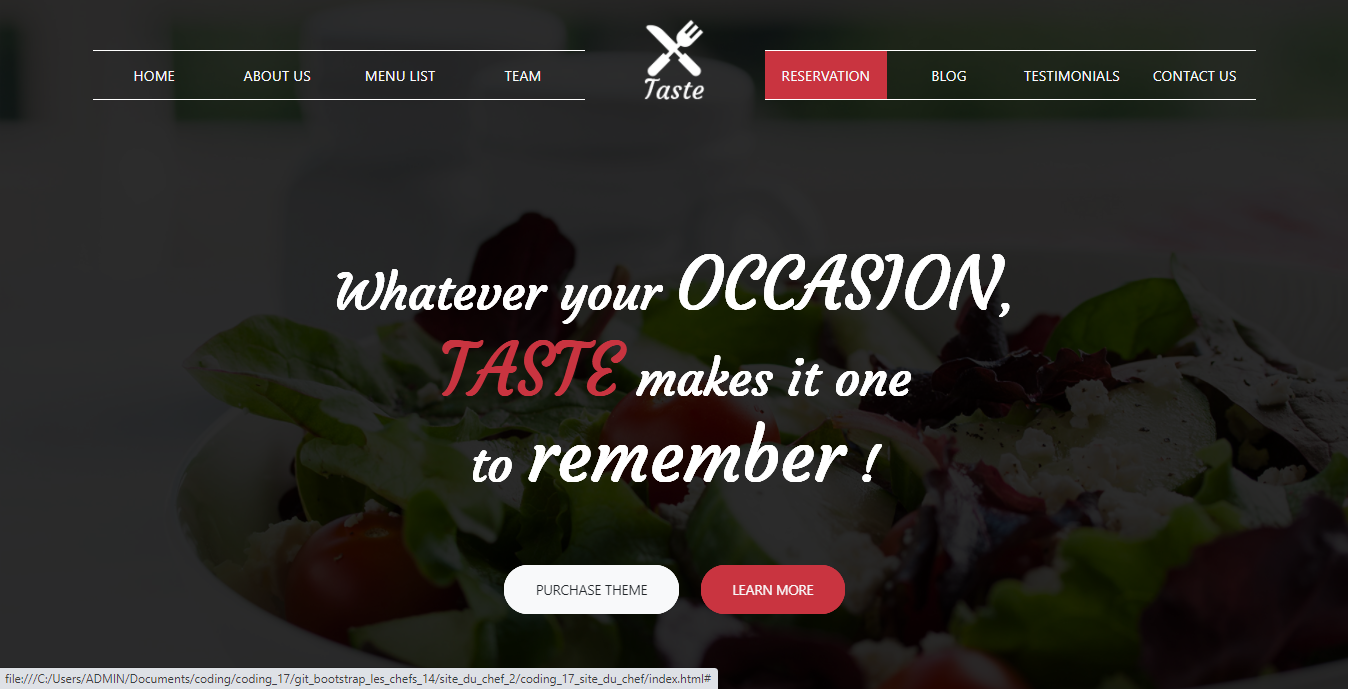 HOME ABOUT US MENU LIST TEAM
Taste
RESERVATION BLOG TESTIMONIALS CONTACT US
Whatever your OCCASION,
TASTE makes it one
to remember !
PURCHASE THEME LEARN MORE
file:///C:/Users/ADMIN/Documents/coding/coding_17/git_bootstrap_les_chefs_14/site_du_chef_2/coding_17_site_du_chef/index.html#